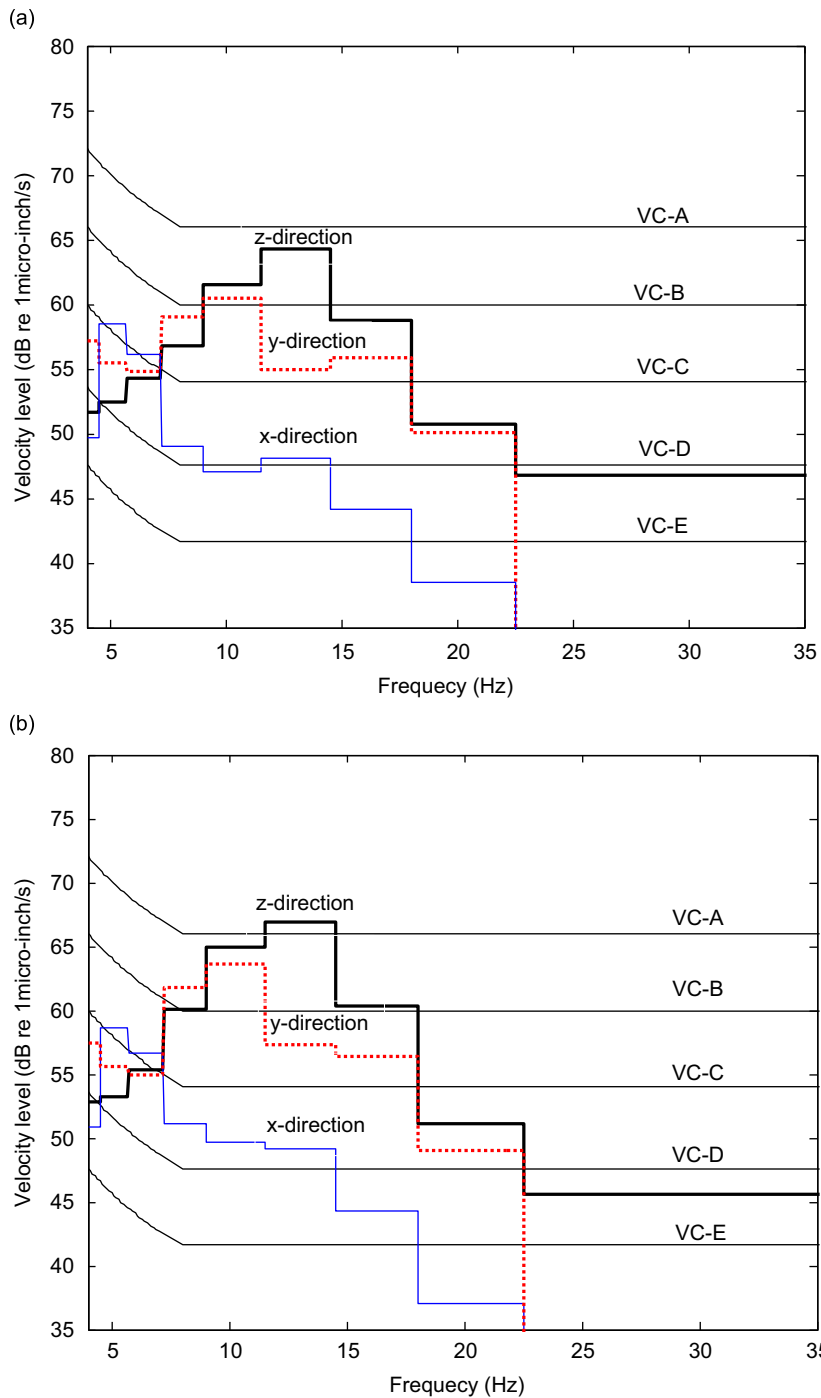 (a)
80
75
70
65
60
55
50
45
40
35
Velocity level (dB re 1micro-inch/s)
VC-A
z-direction
VC-B
y-direction
VC-C
x-direction
VC-D
VC-E
5
10
15
20
25
30
35
Frequecy (Hz)
(b)
80
75
70
65
60
55
50
45
40
35
Velocity level (dB re 1micro-inch/s)
z-direction
VC-A
VC-B
y-direction
VC-C
x-direction
VC-D
VC-E
5
10
15
20
25
30
35
Frequecy (Hz)